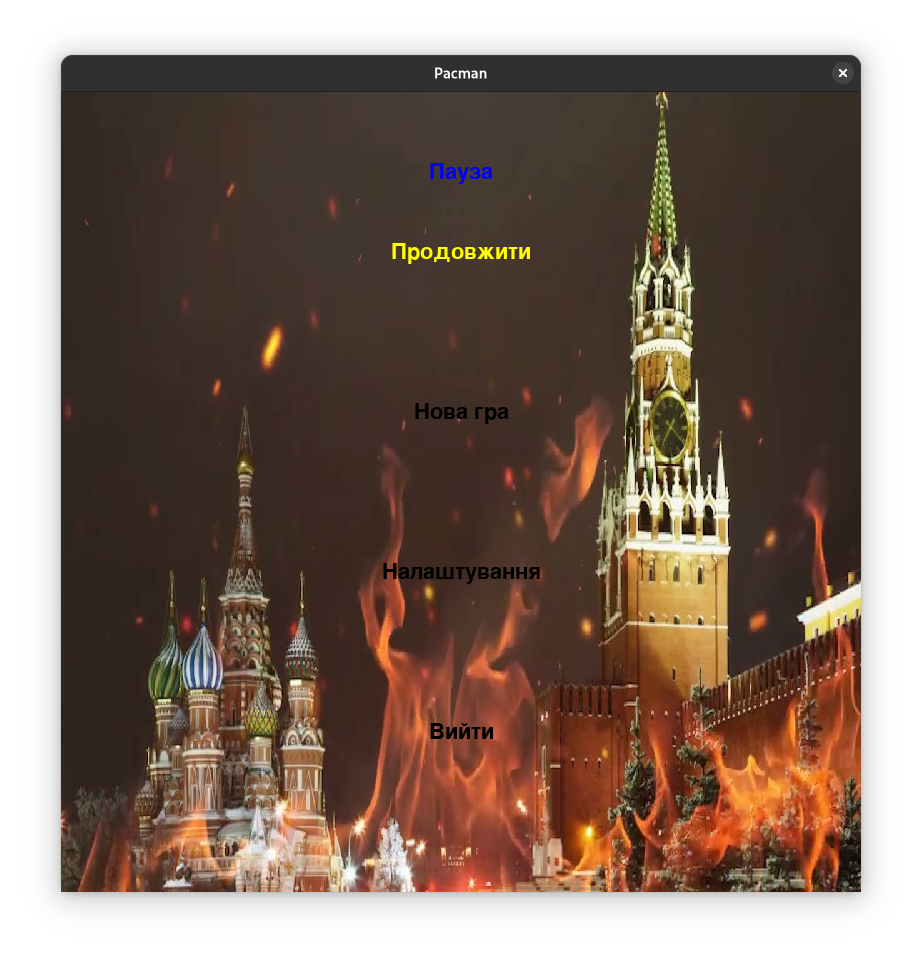 Pacman
Пауза
Продовжити
Нова гра
Налаштування
Вийти